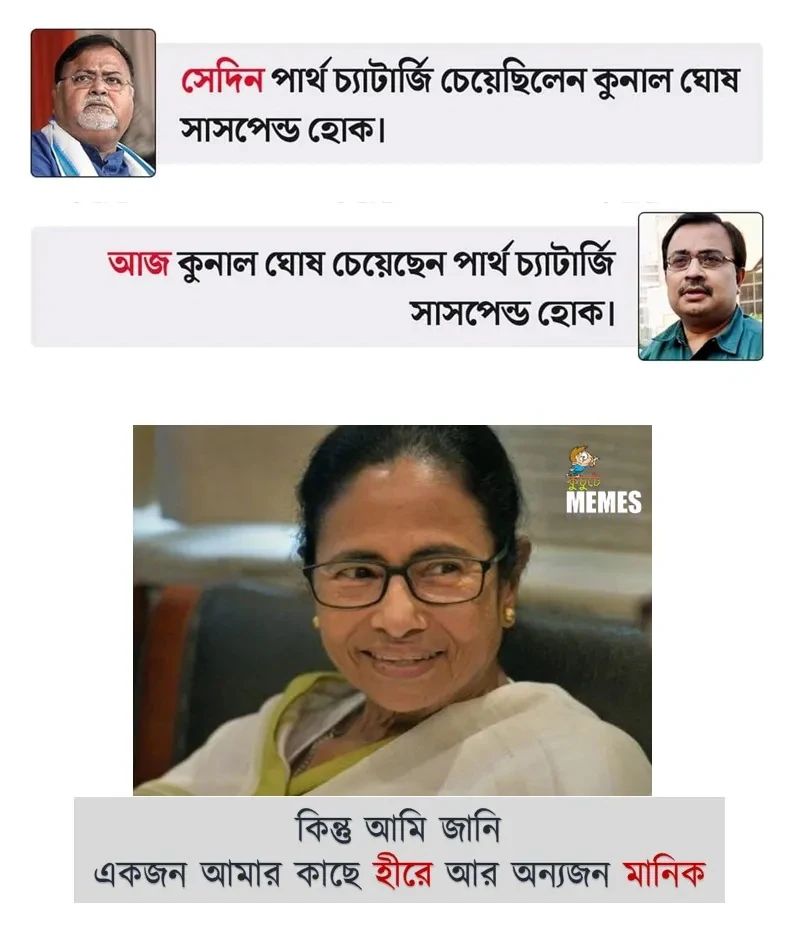 সেদিন পার্থ চ্যাটার্জি চেয়েছিলেন কুনাল ঘোষ
সাসপেন্ড হোক।
আজ কুনাল ঘোষ চেয়েছেন পার্থ চ্যাটার্জি
সাসপেন্ড হোক।
MEMES
কিন্তু আমি জানি
একজন আমার কাছে হীরে আর অন্যজন মানিক